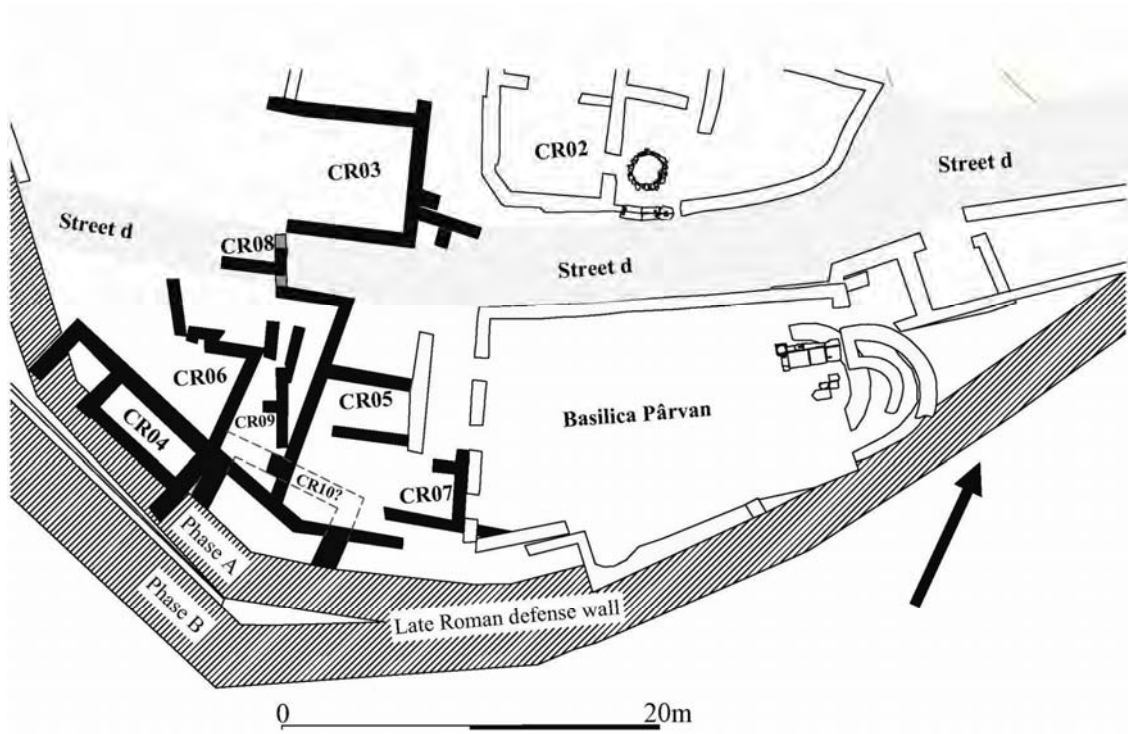 CR02
CR03
Street d
Street d
CR08
Street d
CR06
CR05
CR09
Basilica Pârvan
CR04
CR10?
CR07
Phase A
Phase B
Late Roman defense wall
0
20m